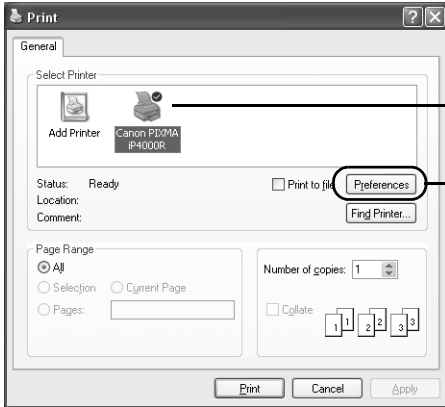 Print
General
Select Printer
Add Printer
Canon PIXMA
iP4000R
Status: Ready
Location:
Comment:
Print to file
Preferences
Find Printer...
Page Range
All
Selection
Current Page
Pages:
Number of copies: 1
Collate
1 1 2 2 3 3
Print
Cancel
Apply